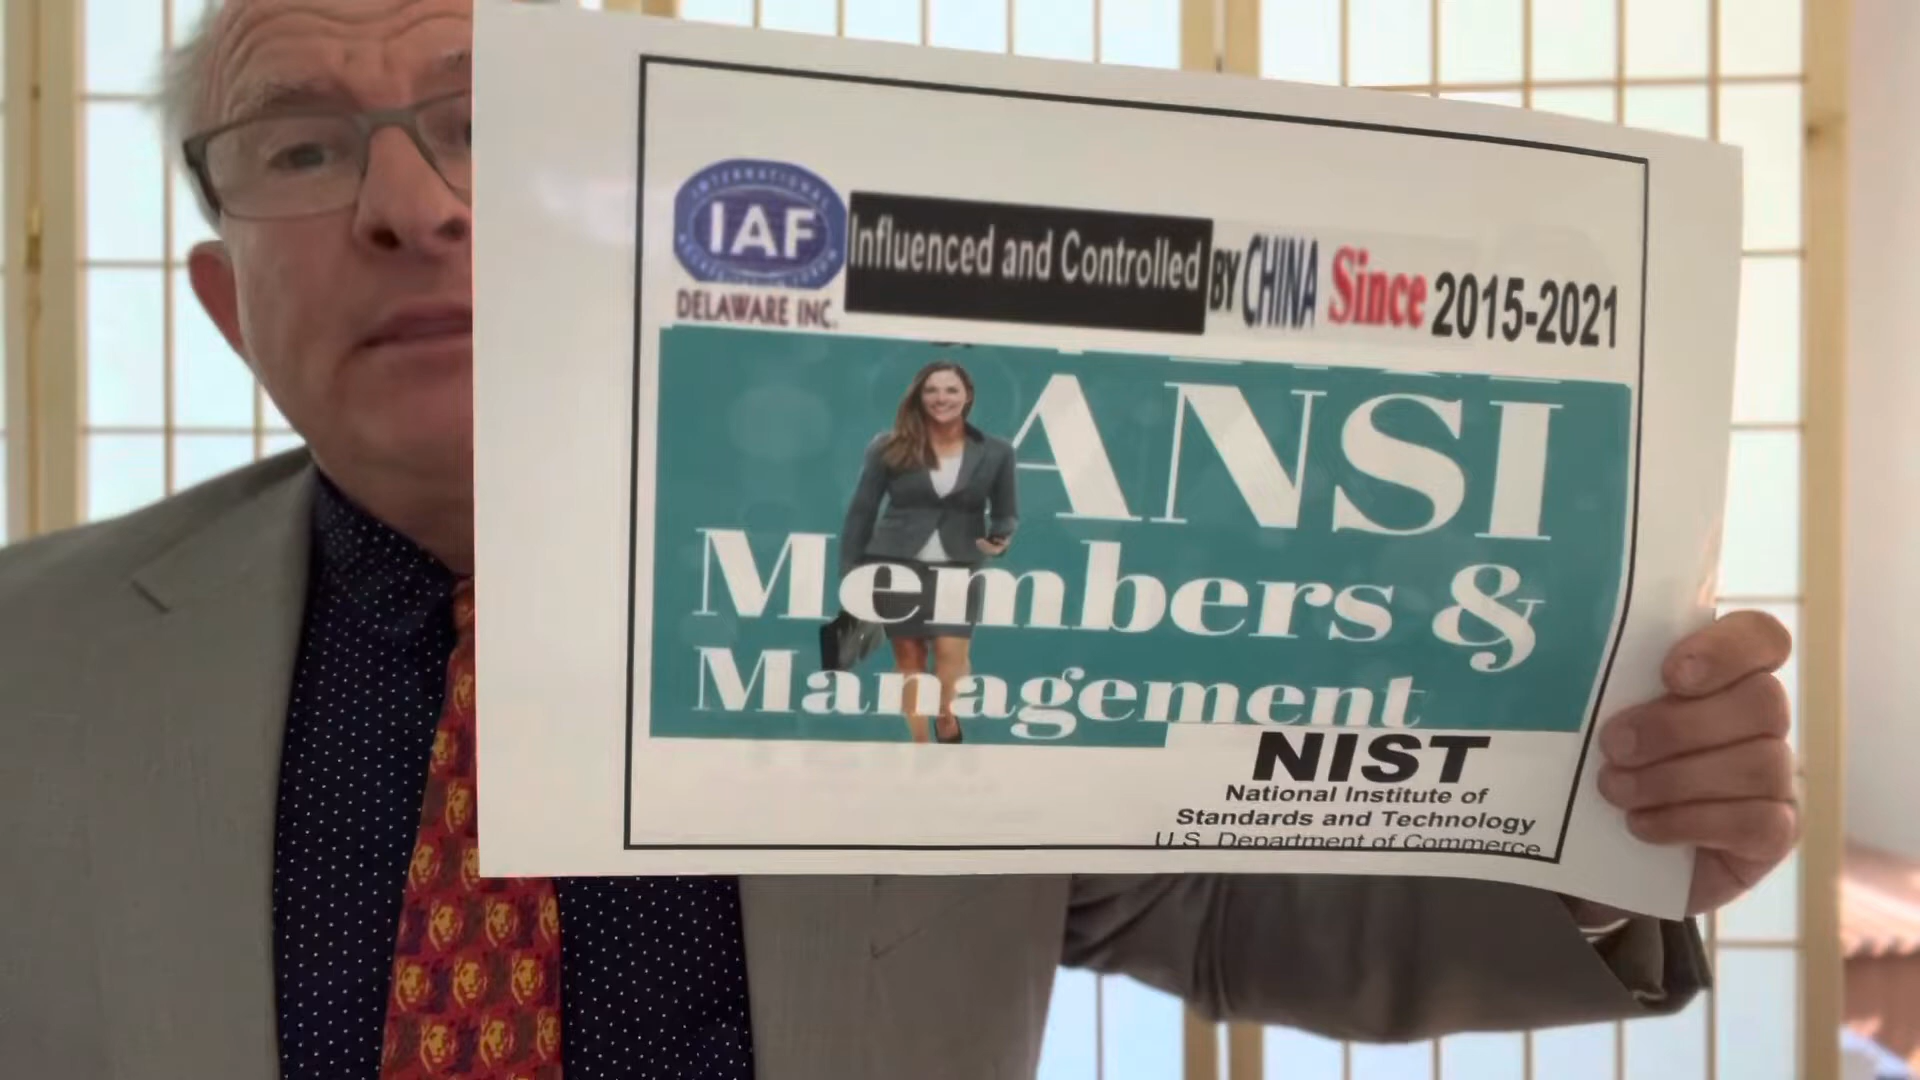 INTERNATIONAL
IAF
DELAWARE INC.
Influenced and Controlled BY CHINA Since 2015-2021
ANSI
Members &
Management
NIST
National Institute of
Standards and Technology
U.S. Department of Commerce